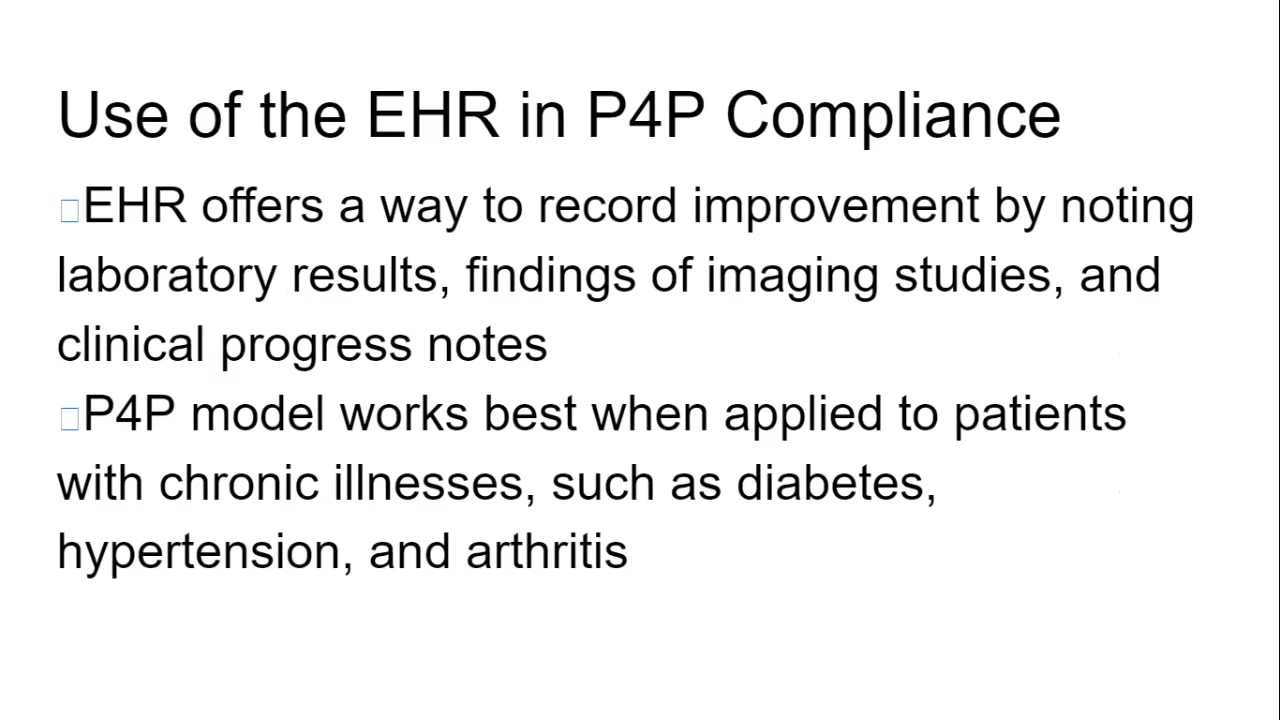 Use of the EHR in P4P Compliance
□EHR offers a way to record improvement by noting
laboratory results, findings of imaging studies, and
clinical progress notes
□P4P model works best when applied to patients
with chronic illnesses, such as diabetes,
hypertension, and arthritis